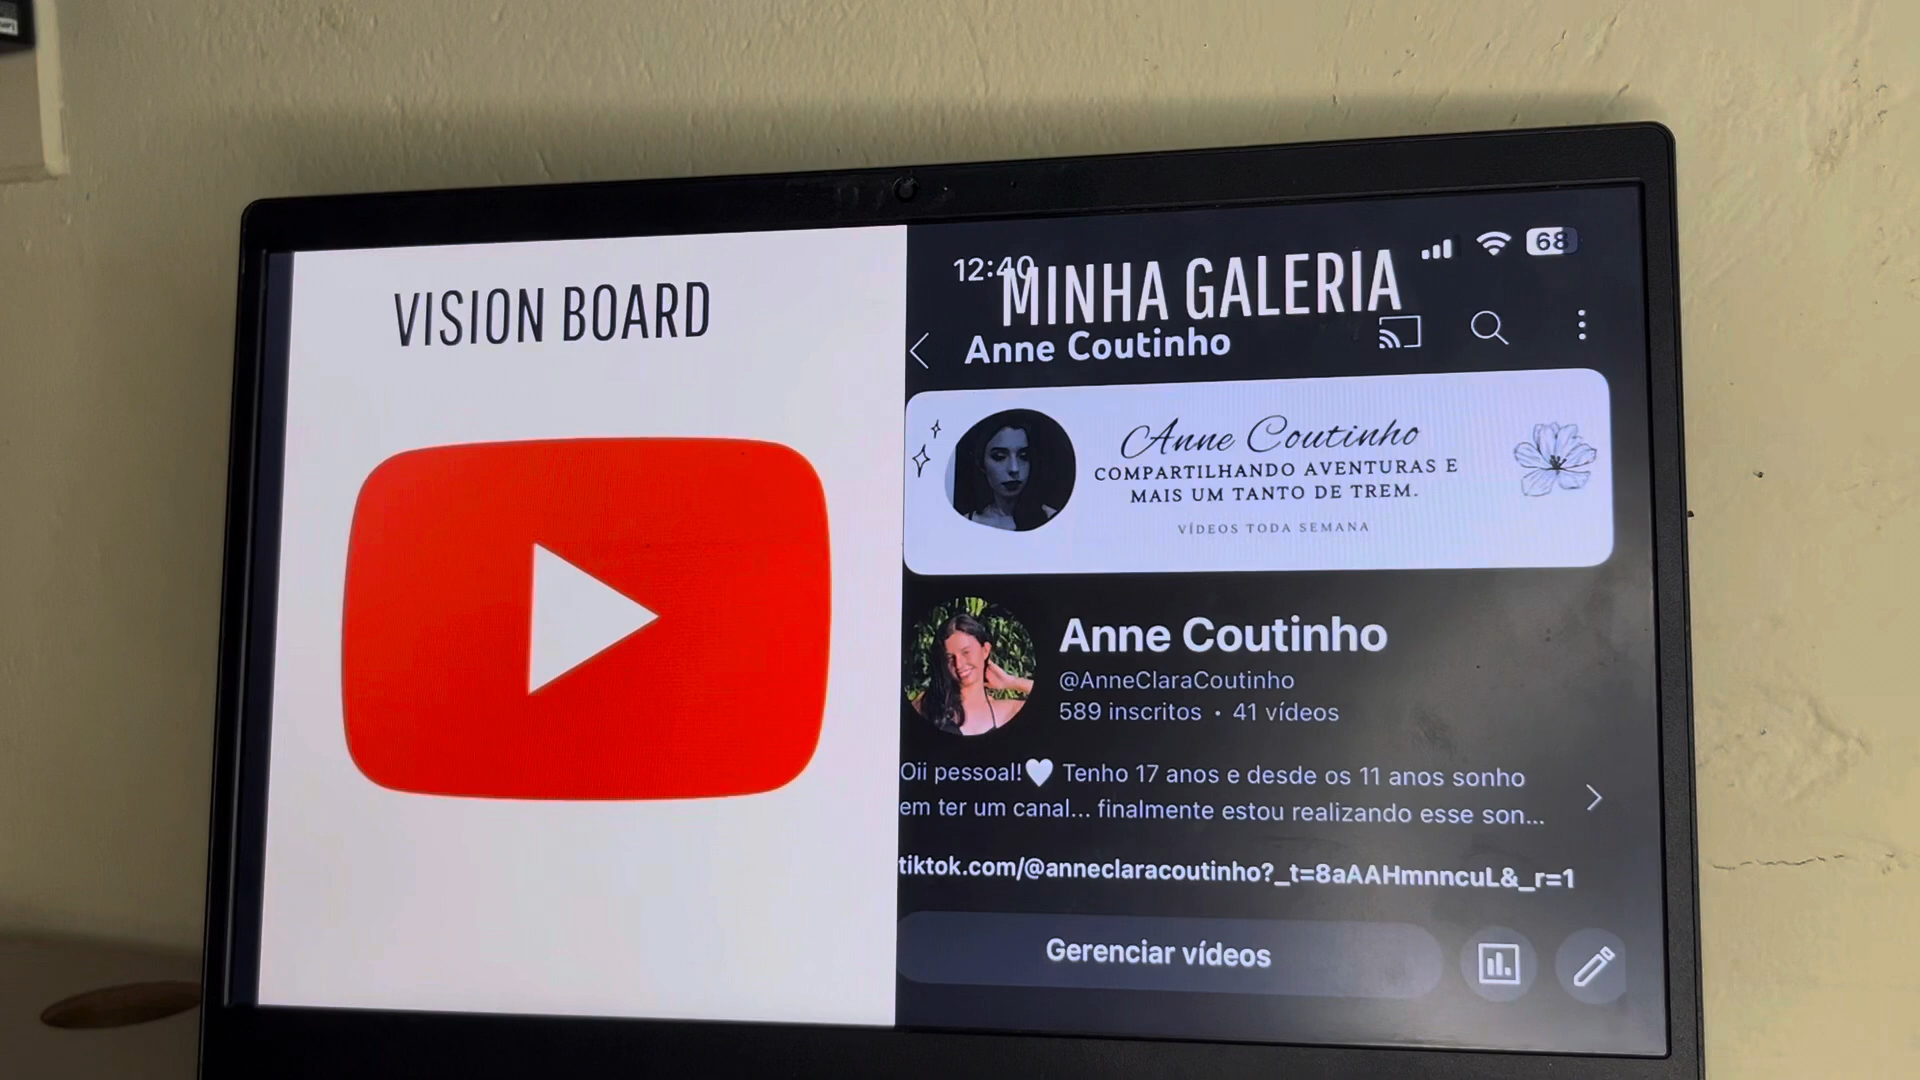 VISION BOARD
12:40
68
MINHA GALERIA
Anne Coutinho
Anne Coutinho
COMPARTILHANDO AVENTURAS E
MAIS UM TANTO DE TREM.
VÍDEOS TODA SEMANA
Anne Coutinho
@AnneClaraCoutinho
589 inscritos • 41 vídeos
Oii pessoal!🤍 Tenho 17 anos e desde os 11 anos sonho
em ter um canal... finalmente estou realizando esse son...
tiktok.com/@anneclaracoutinho?_t=8aAAHmnncuL&_r=1
Gerenciar vídeos